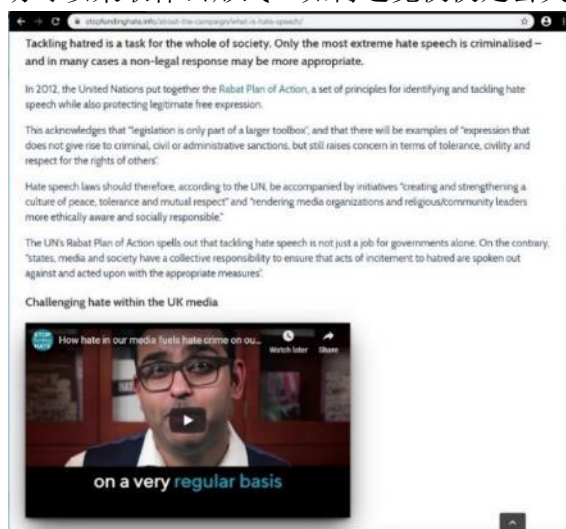 stopfundinghate.info/about-the-campaign/what-is-hate-speech/
Tackling hatred is a task for the whole of society. Only the most extreme hate speech is criminalised –
and in many cases a non-legal response may be more appropriate.
In 2012, the United Nations put together the Rabat Plan of Action, a set of principles for identifying and tackling hate
speech while also protecting legitimate free expression.
This acknowledges that “legislation is only part of a larger toolbox”, and that there will be examples of “expression that
does not give rise to criminal, civil or administrative sanctions, but still raises concern in terms of tolerance, civility and
respect for the rights of others”.
Hate speech laws should therefore, according to the UN, be accompanied by initiatives “creating and strengthening a
culture of peace, tolerance and mutual respect” and “rendering media organizations and religious/community leaders
more ethically aware and socially responsible.”
The UN's Rabat Plan of Action spells out that tackling hate speech is not just a job for governments alone. On the contrary,
“states, media and society have a collective responsibility to ensure that acts of incitement to hatred are spoken out
against and acted upon with the appropriate measures”.
Challenging hate within the UK media
STOP
HATE
How hate in our media fuels hate crime on ou...
Watch later
Share
on a very regular basis